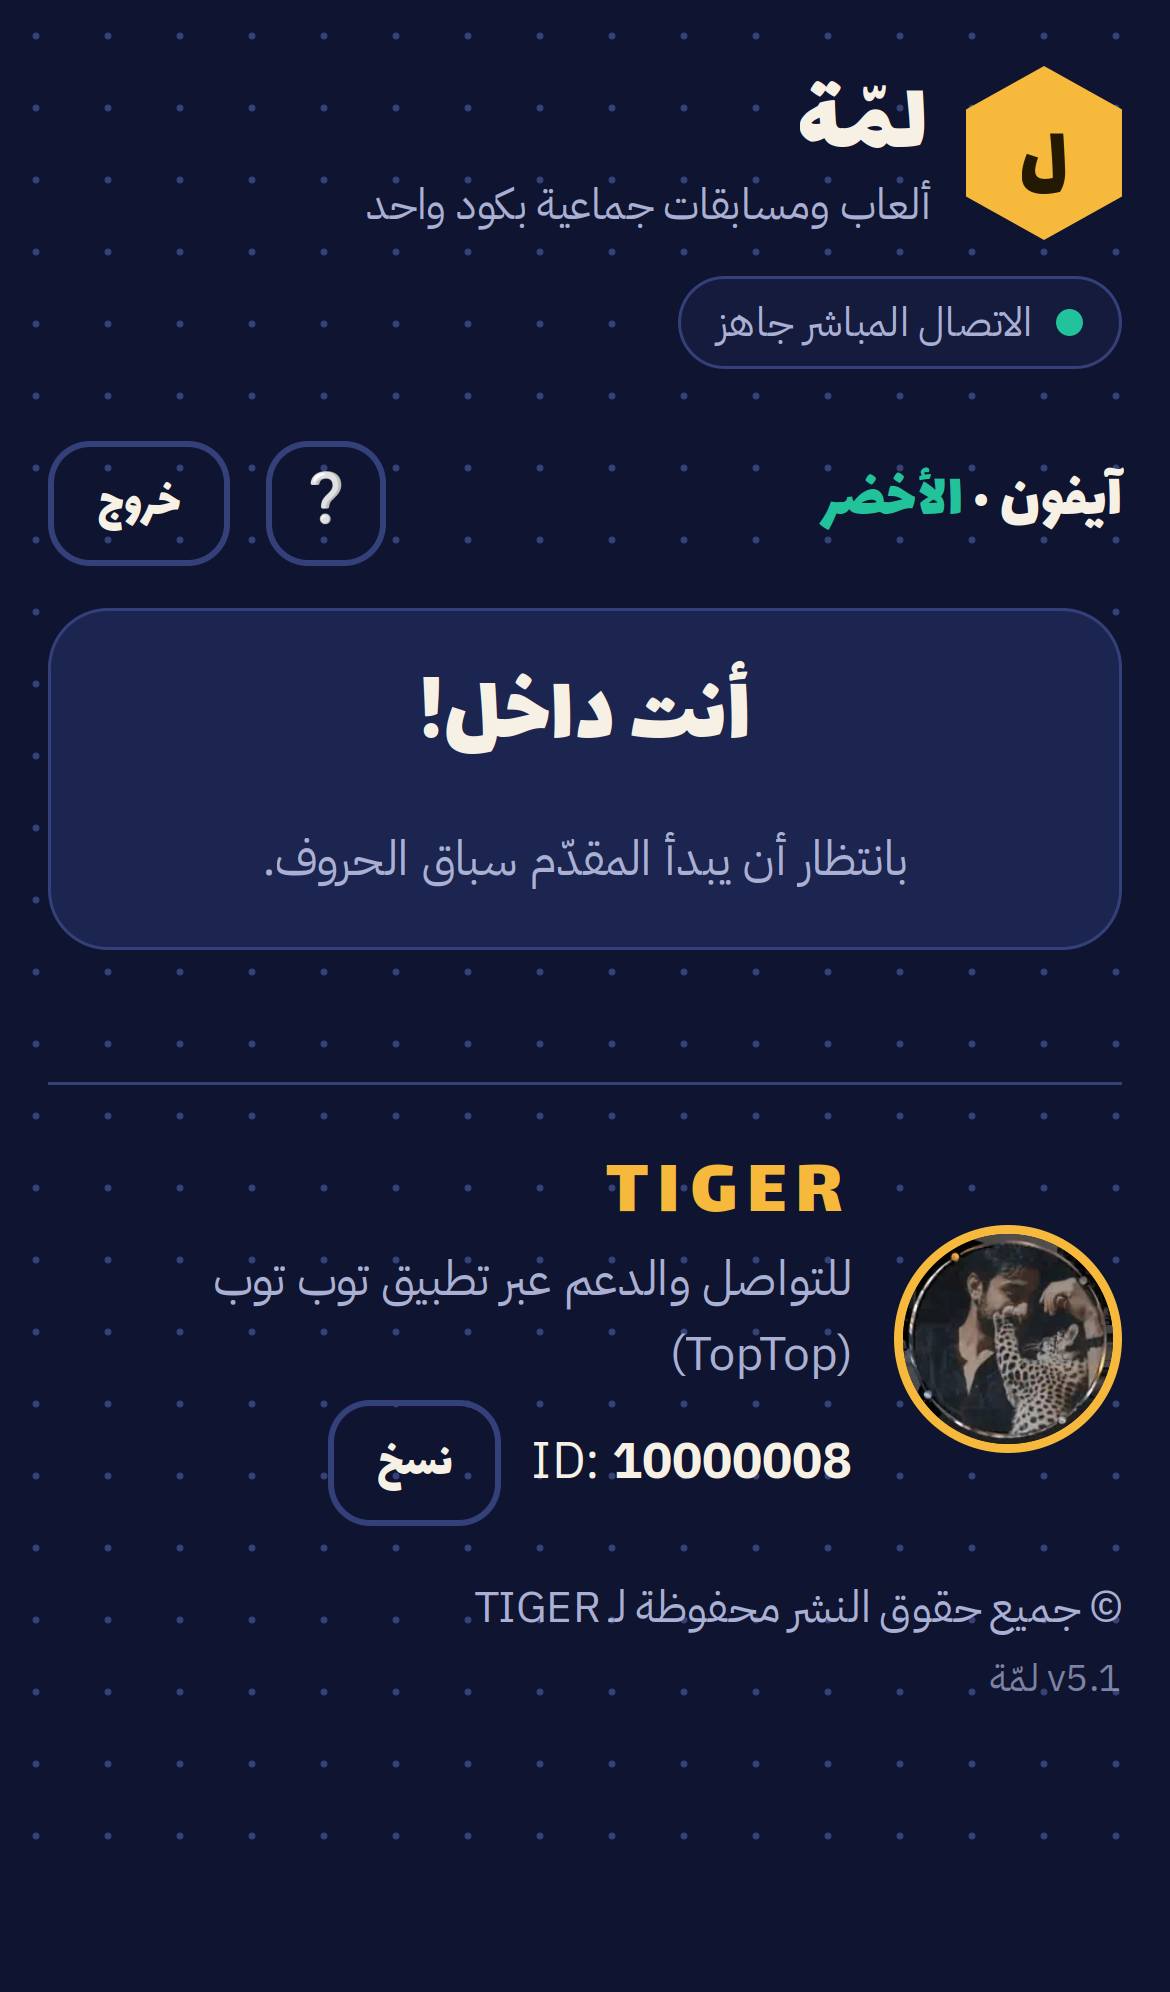 ل
لمّة
ألعاب ومسابقات جماعية بكود واحد
الاتصال المباشر جاهز
آيفون • الأخضر
?
خروج
أنت داخل!
بانتظار أن يبدأ المقدّم سباق الحروف.
TIGER
للتواصل والدعم عبر تطبيق توب توب
(TopTop)
ID: 10000008
نسخ
© جميع حقوق النشر محفوظة لـ TIGER
لمّة v5.1